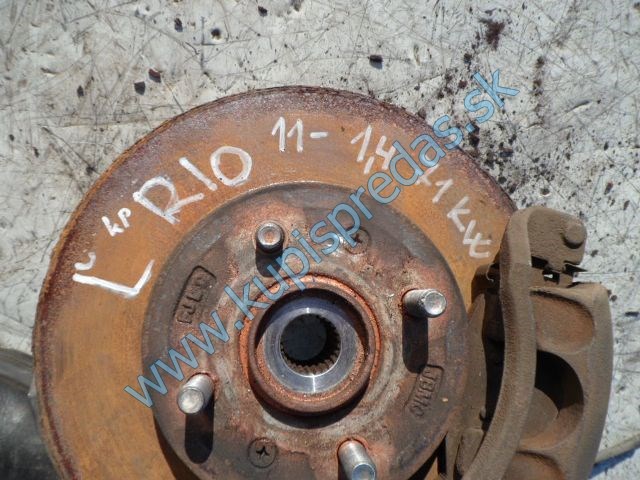 Ľ kp RIO 11- 1,4
KW
www.kupispredas.sk